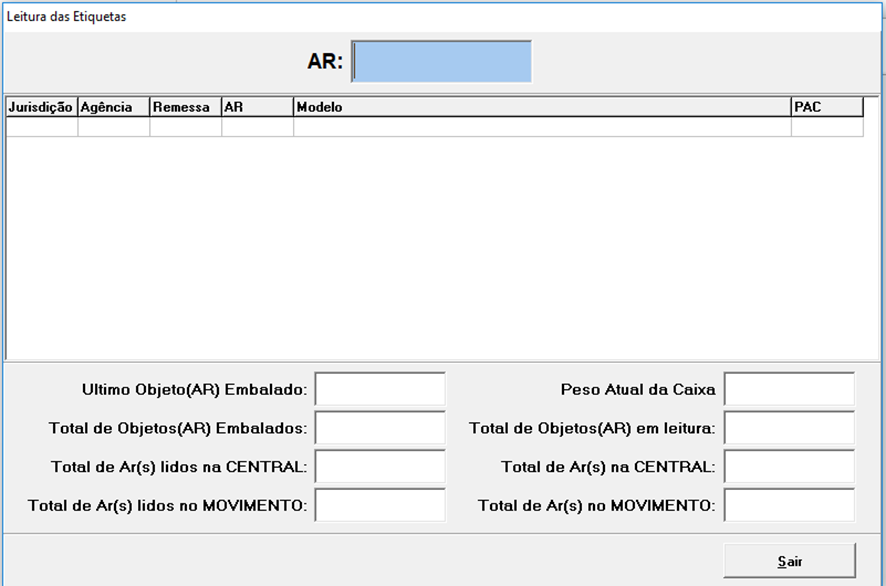 Leitura das Etiquetas
AR:
Jurisdição Agência Remessa AR Modelo PAC
Ultimo Objeto(AR) Embalado: Peso Atual da Caixa
Total de Objetos(AR) Embalados: Total de Objetos(AR) em leitura:
Total de Ar(s) lidos na CENTRAL: Total de Ar(s) na CENTRAL:
Total de Ar(s) lidos no MOVIMENTO: Total de Ar(s) no MOVIMENTO:
Sair